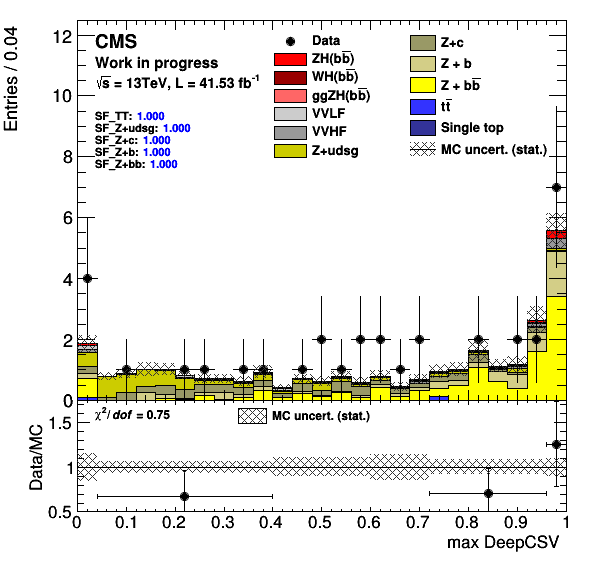 Entries / 0.04
12
10
8
6
4
2
0
CMS
Work in progress
√s = 13TeV, L = 41.53 fb⁻¹
SF_TT: 1.000
SF_Z+udsg: 1.000
SF_Z+c: 1.000
SF_Z+b: 1.000
SF_Z+bb: 1.000
Data
ZH(bb̅)
WH(bb̅)
ggZH(bb̅)
VVLF
VVHF
Z+udsg
Z+c
Z + b
Z + bb̅
tt̅
Single top
MC uncert. (stat.)
Data/MC
1.5
1
0.5
χ²/dof = 0.75
MC uncert. (stat.)
0 0.1 0.2 0.3 0.4 0.5 0.6 0.7 0.8 0.9 1
max DeepCSV